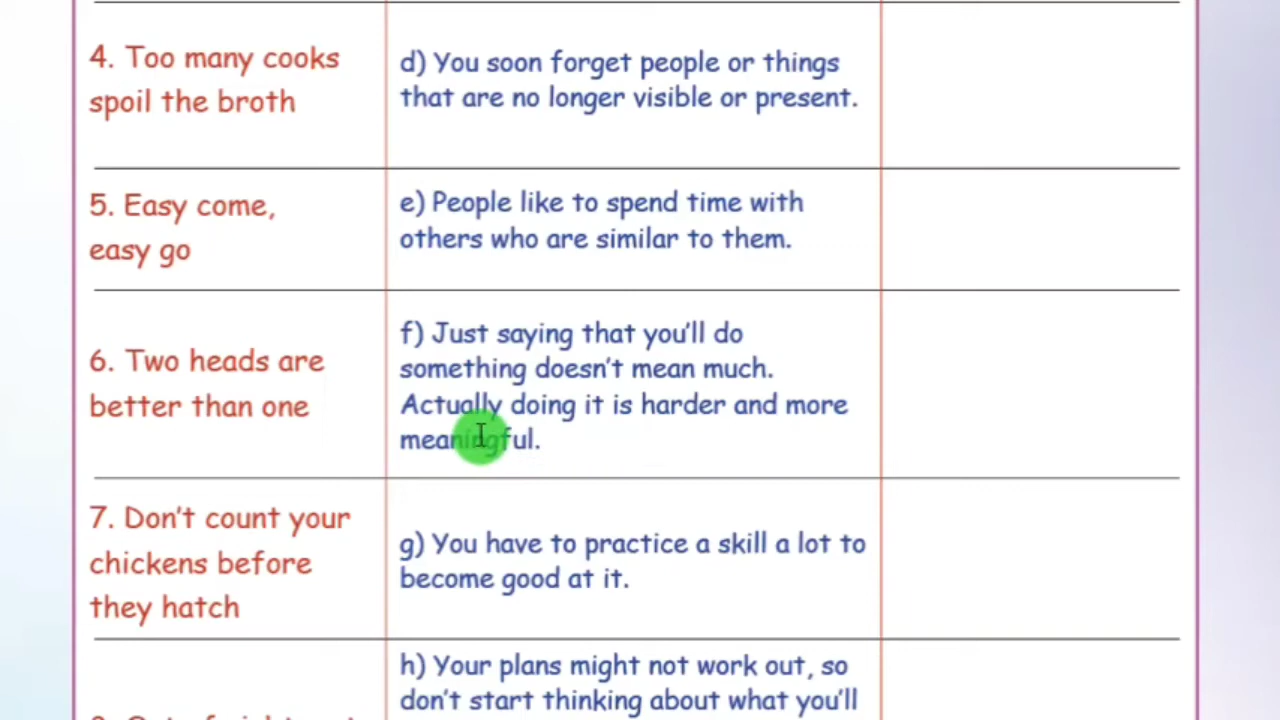 4. Too many cooks
spoil the broth
d) You soon forget people or things
that are no longer visible or present.
5. Easy come,
easy go
e) People like to spend time with
others who are similar to them.
6. Two heads are
better than one
f) Just saying that you'll do
something doesn't mean much.
Actually doing it is harder and more
meaningful.
7. Don't count your
chickens before
they hatch
g) You have to practice a skill a lot to
become good at it.
h) Your plans might not work out, so
don't start thinking about what you'll